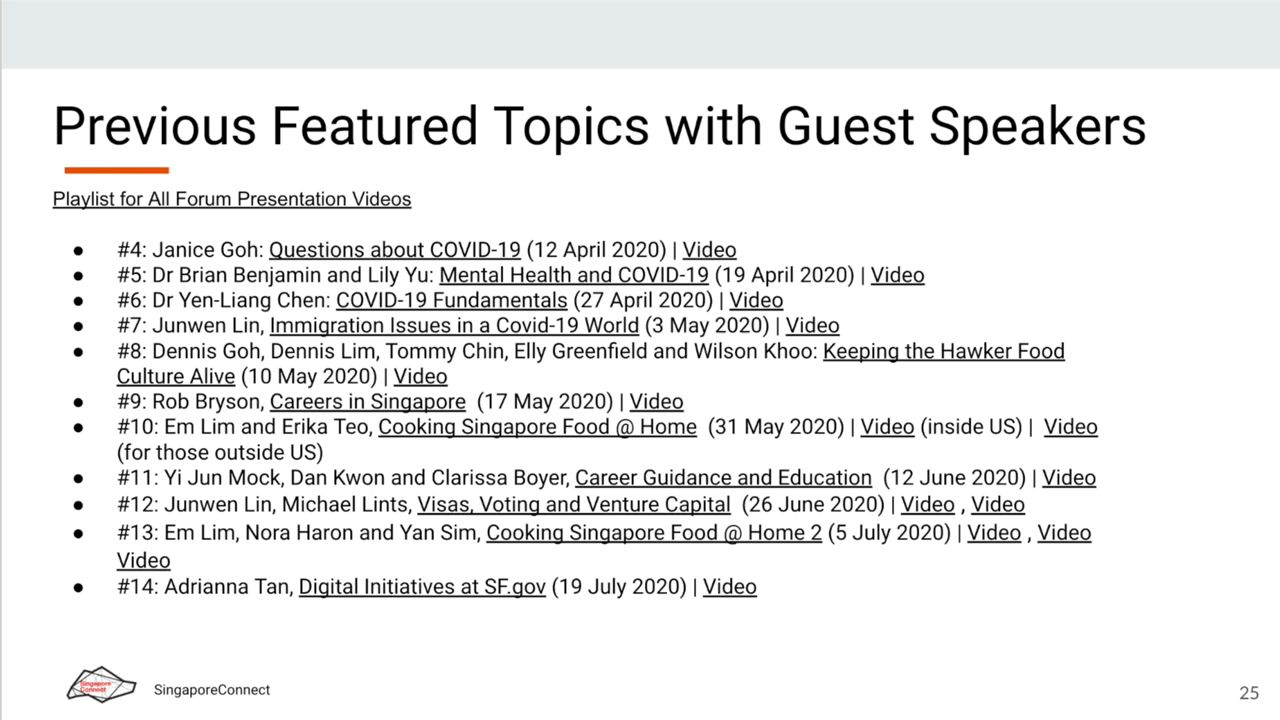 Previous Featured Topics with Guest Speakers
Playlist for All Forum Presentation Videos
● #4: Janice Goh: Questions about COVID-19 (12 April 2020) | Video
● #5: Dr Brian Benjamin and Lily Yu: Mental Health and COVID-19 (19 April 2020) | Video
● #6: Dr Yen-Liang Chen: COVID-19 Fundamentals (27 April 2020) | Video
● #7: Junwen Lin, Immigration Issues in a Covid-19 World (3 May 2020) | Video
● #8: Dennis Goh, Dennis Lim, Tommy Chin, Elly Greenfield and Wilson Khoo: Keeping the Hawker Food
Culture Alive (10 May 2020) | Video
● #9: Rob Bryson, Careers in Singapore (17 May 2020) | Video
● #10: Em Lim and Erika Teo, Cooking Singapore Food @ Home (31 May 2020) | Video (inside US) | Video
(for those outside US)
● #11: Yi Jun Mock, Dan Kwon and Clarissa Boyer, Career Guidance and Education (12 June 2020) | Video
● #12: Junwen Lin, Michael Lints, Visas, Voting and Venture Capital (26 June 2020) | Video , Video
● #13: Em Lim, Nora Haron and Yan Sim, Cooking Singapore Food @ Home 2 (5 July 2020) | Video , Video
Video
● #14: Adrianna Tan, Digital Initiatives at SF.gov (19 July 2020) | Video
Singapore
Connect
SingaporeConnect
25